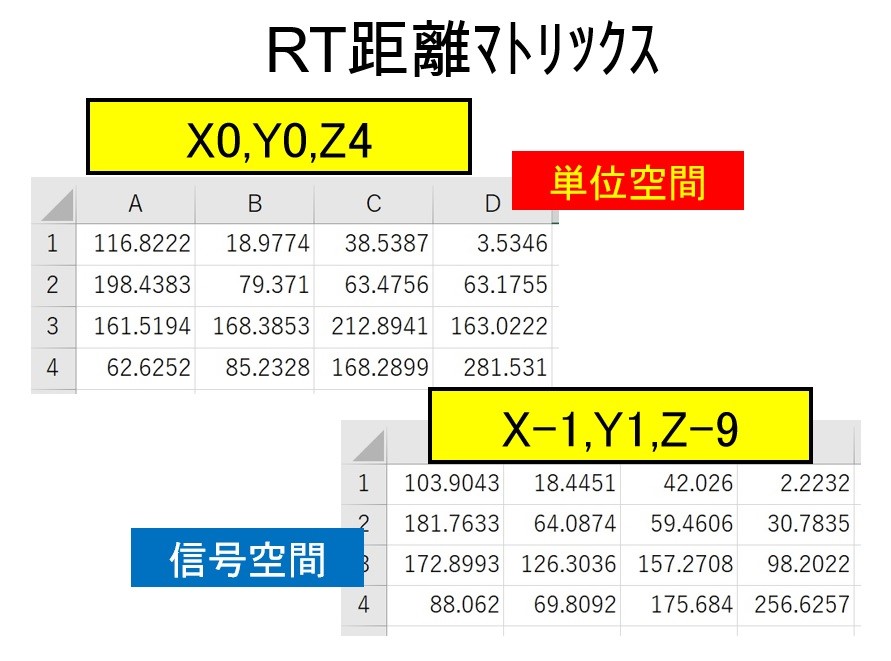 RT距離ﾏﾄﾘｯｸｽ
X0,Y0,Z4
単位空間
A B C D
1 116.8222 18.9774 38.5387 3.5346
2 198.4383 79.371 63.4756 63.1755
3 161.5194 168.3853 212.8941 163.0222
4 62.6252 85.2328 168.2899 281.531
X-1,Y1,Z-9
1 103.9043 18.4451 42.026 2.2232
2 181.7633 64.0874 59.4606 30.7835
信号空間
3 172.8993 126.3036 157.2708 98.2022
4 88.062 69.8092 175.684 256.6257